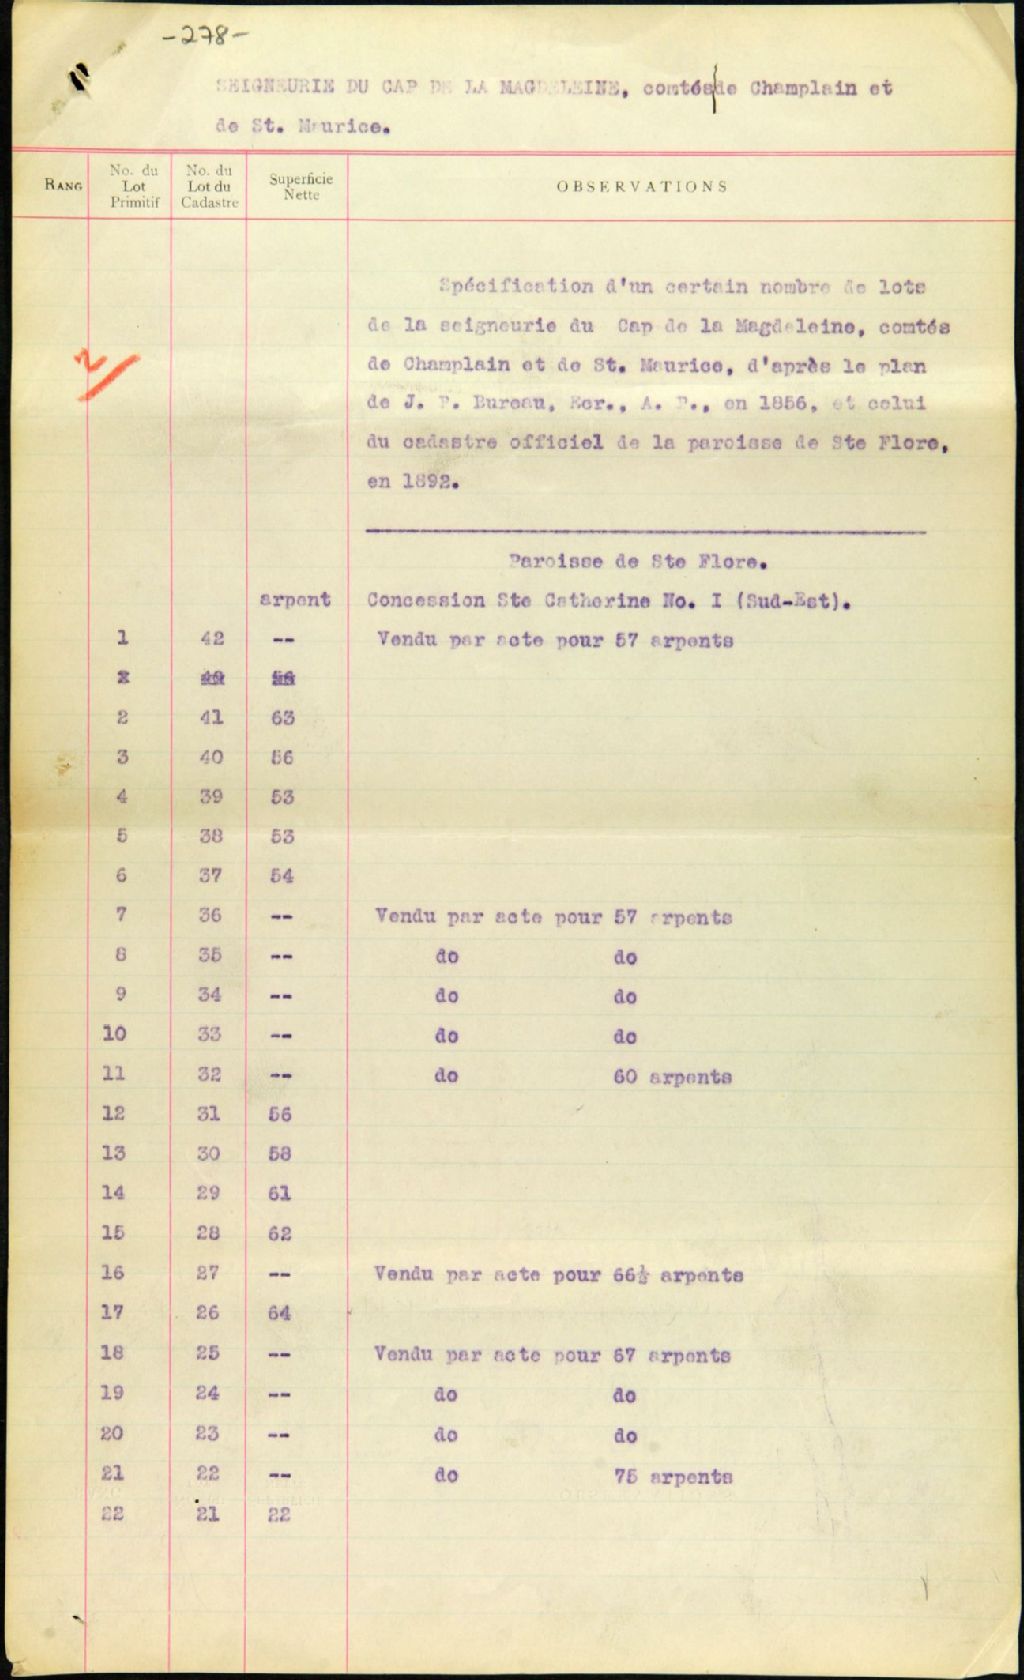 -278-
SEIGNEURIE DU CAP DE LA MAGDELEINE, comtés de Champlain et
de St. Maurice.
RANG No. du Lot Primitif No. du Lot du Cadastre Superficie Nette OBSERVATIONS
Spécification d'un certain nombre de lots
de la seigneurie du Cap de la Magdeleine, comtés
2/
de Champlain et de St. Maurice, d'après le plan
de J. P. Bureau, Ecr., A. P., en 1856, et celui
du cadastre officiel de la paroisse de Ste Flore,
en 1892.
Paroisse de Ste Flore.
arpent Concession Ste Catherine No. I (Sud-Est).
1 42 -- Vendu par acte pour 57 arpents
2 41 63
3 40 56
4 39 53
5 38 53
6 37 54
7 36 -- Vendu par acte pour 57 arpents
8 35 -- do do
9 34 -- do do
10 33 -- do do
11 32 -- do 60 arpents
12 31 56
13 30 58
14 29 61
15 28 62
16 27 -- Vendu par acte pour 66½ arpents
17 26 64
18 25 -- Vendu par acte pour 67 arpents
19 24 -- do do
20 23 -- do do
21 22 -- do 75 arpents
22 21 22